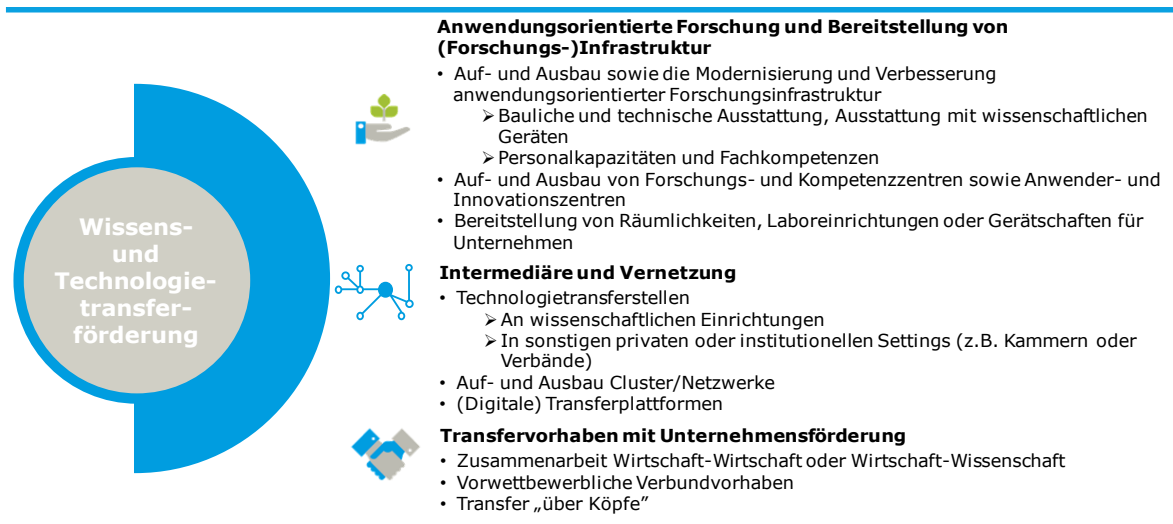 Anwendungsorientierte Forschung und Bereitstellung von
(Forschungs-)Infrastruktur
• Auf- und Ausbau sowie die Modernisierung und Verbesserung
anwendungsorientierter Forschungsinfrastruktur
➢ Bauliche und technische Ausstattung, Ausstattung mit wissenschaftlichen
Geräten
➢ Personalkapazitäten und Fachkompetenzen
• Auf- und Ausbau von Forschungs- und Kompetenzzentren sowie Anwender- und
Innovationszentren
• Bereitstellung von Räumlichkeiten, Laboreinrichtungen oder Gerätschaften für
Unternehmen
Wissens-
und
Technologie-
transfer-
förderung
Intermediäre und Vernetzung
• Technologietransferstellen
➢ An wissenschaftlichen Einrichtungen
➢ In sonstigen privaten oder institutionellen Settings (z.B. Kammern oder
Verbände)
• Auf- und Ausbau Cluster/Netzwerke
• (Digitale) Transferplattformen
Transfervorhaben mit Unternehmensförderung
• Zusammenarbeit Wirtschaft-Wirtschaft oder Wirtschaft-Wissenschaft
• Vorwettbewerbliche Verbundvorhaben
• Transfer „über Köpfe”